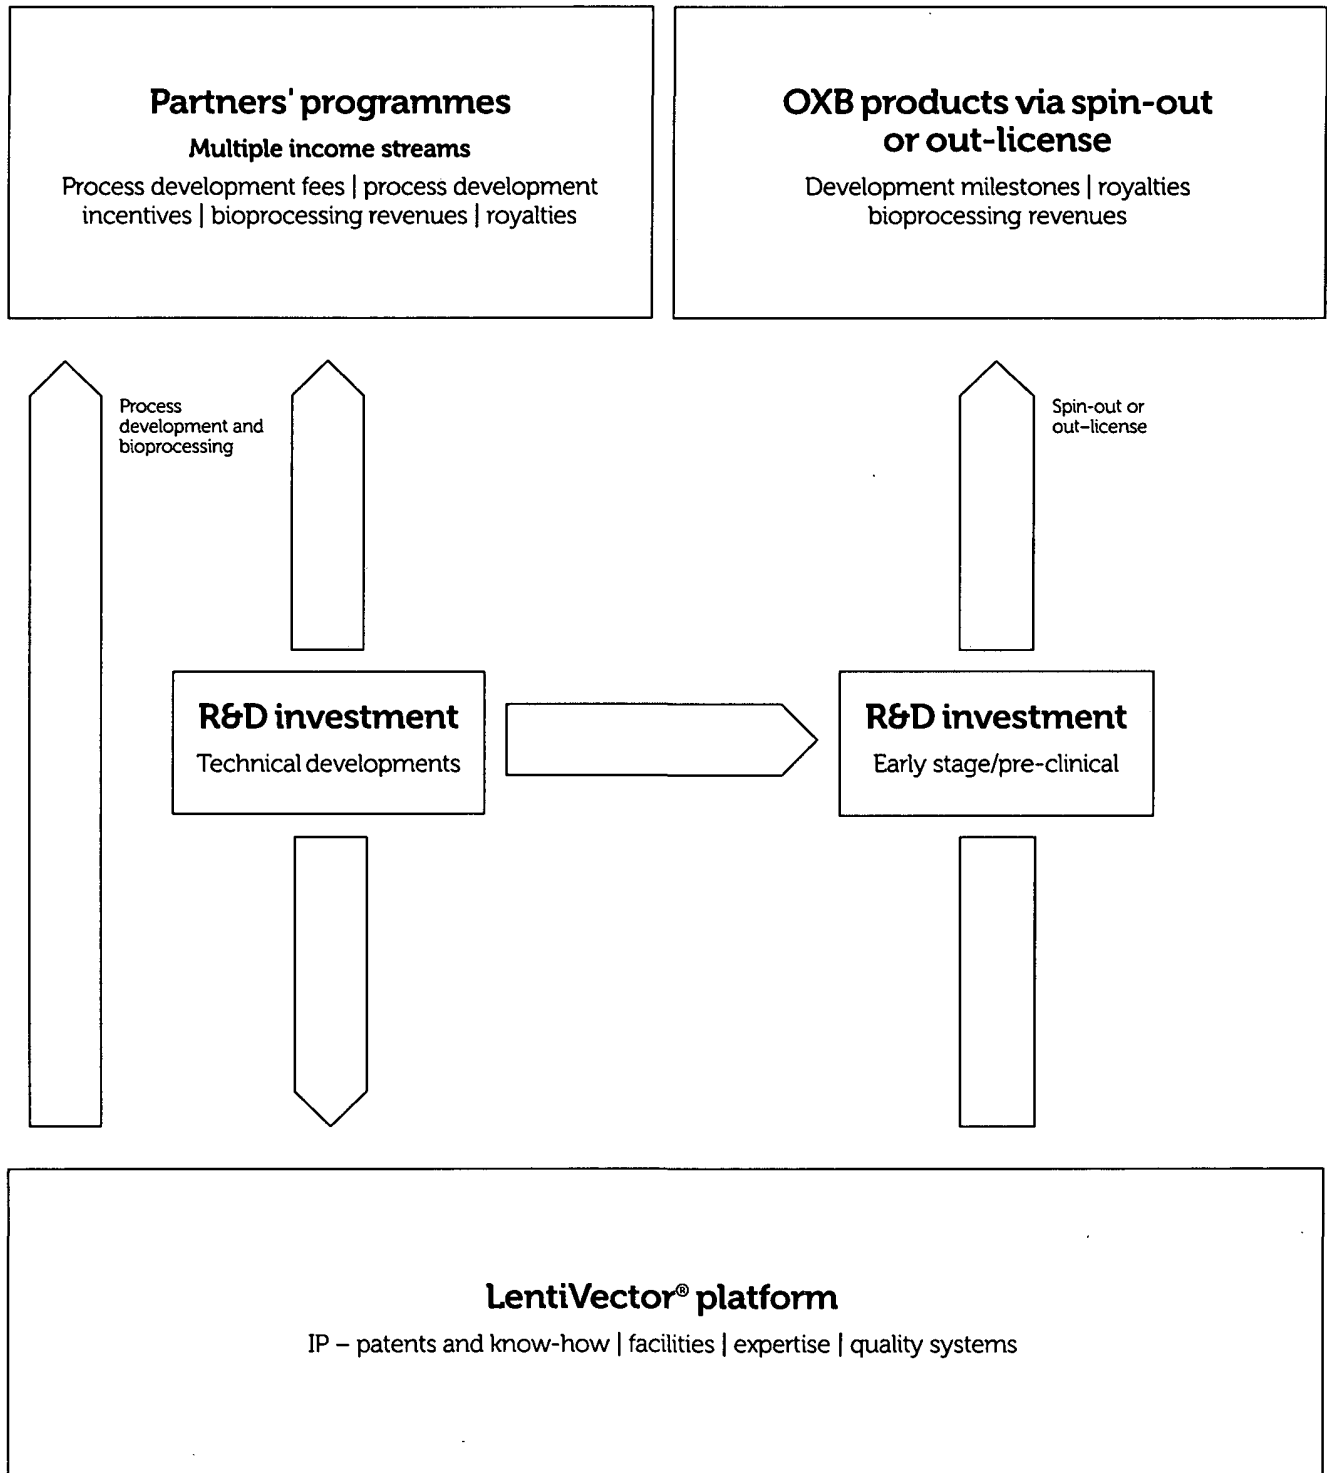 Partners' programmes
Multiple income streams
Process development fees | process development
incentives | bioprocessing revenues | royalties
OXB products via spin-out
or out-license
Development milestones | royalties
bioprocessing revenues
Process
development and
bioprocessing
Spin-out or
out–license
R&D investment
Technical developments
R&D investment
Early stage/pre-clinical
LentiVector® platform
IP – patents and know-how | facilities | expertise | quality systems